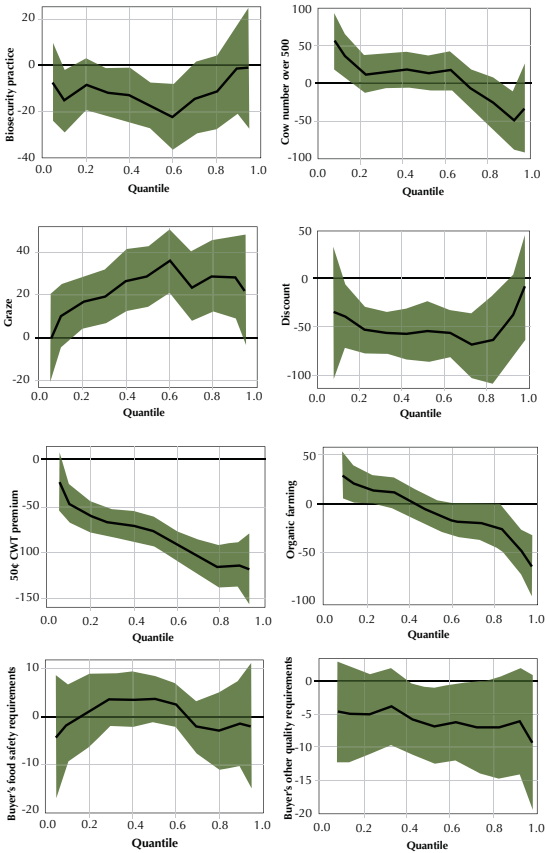 Biosecurity practice
20
0
-20
-40
0.0 0.2 0.4 0.6 0.8 1.0
Quantile
Cow number over 500
100
50
0
-50
-100
0.0 0.2 0.4 0.6 0.8 1.0
Quantile
Graze
40
20
0
-20
0.0 0.2 0.4 0.6 0.8 1.0
Quantile
Discount
50
0
-50
-100
0.0 0.2 0.4 0.6 0.8 1.0
Quantile
50¢ CWT premium
0
-50
-100
-150
0.0 0.2 0.4 0.6 0.8 1.0
Quantile
Organic farming
50
0
-50
-100
0.0 0.2 0.4 0.6 0.8 1.0
Quantile
Buyer's food safety requirements
10
0
-10
-20
0.0 0.2 0.4 0.6 0.8 1.0
Quantile
Buyer's other quality requirements
0
-5
-10
-15
-20
0.0 0.2 0.4 0.6 0.8 1.0
Quantile